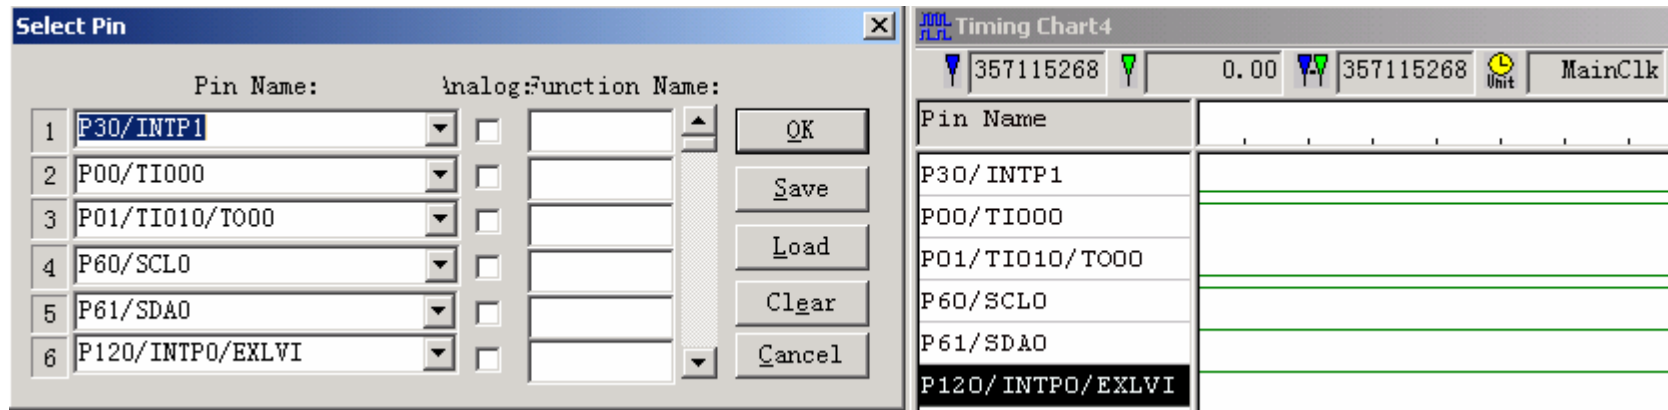 Select Pin
Pin Name: Analog: Function Name:
1 P30/INTP1
2 P00/TI000
3 P01/TI010/TO00
4 P60/SCL0
5 P61/SDA0
6 P120/INTP0/EXLVI
OK
Save
Load
Clear
Cancel
Timing Chart4
357115268 0.00 357115268 Unit MainClk
Pin Name
P30/INTP1
P00/TI000
P01/TI010/TO00
P60/SCL0
P61/SDA0
P120/INTP0/EXLVI